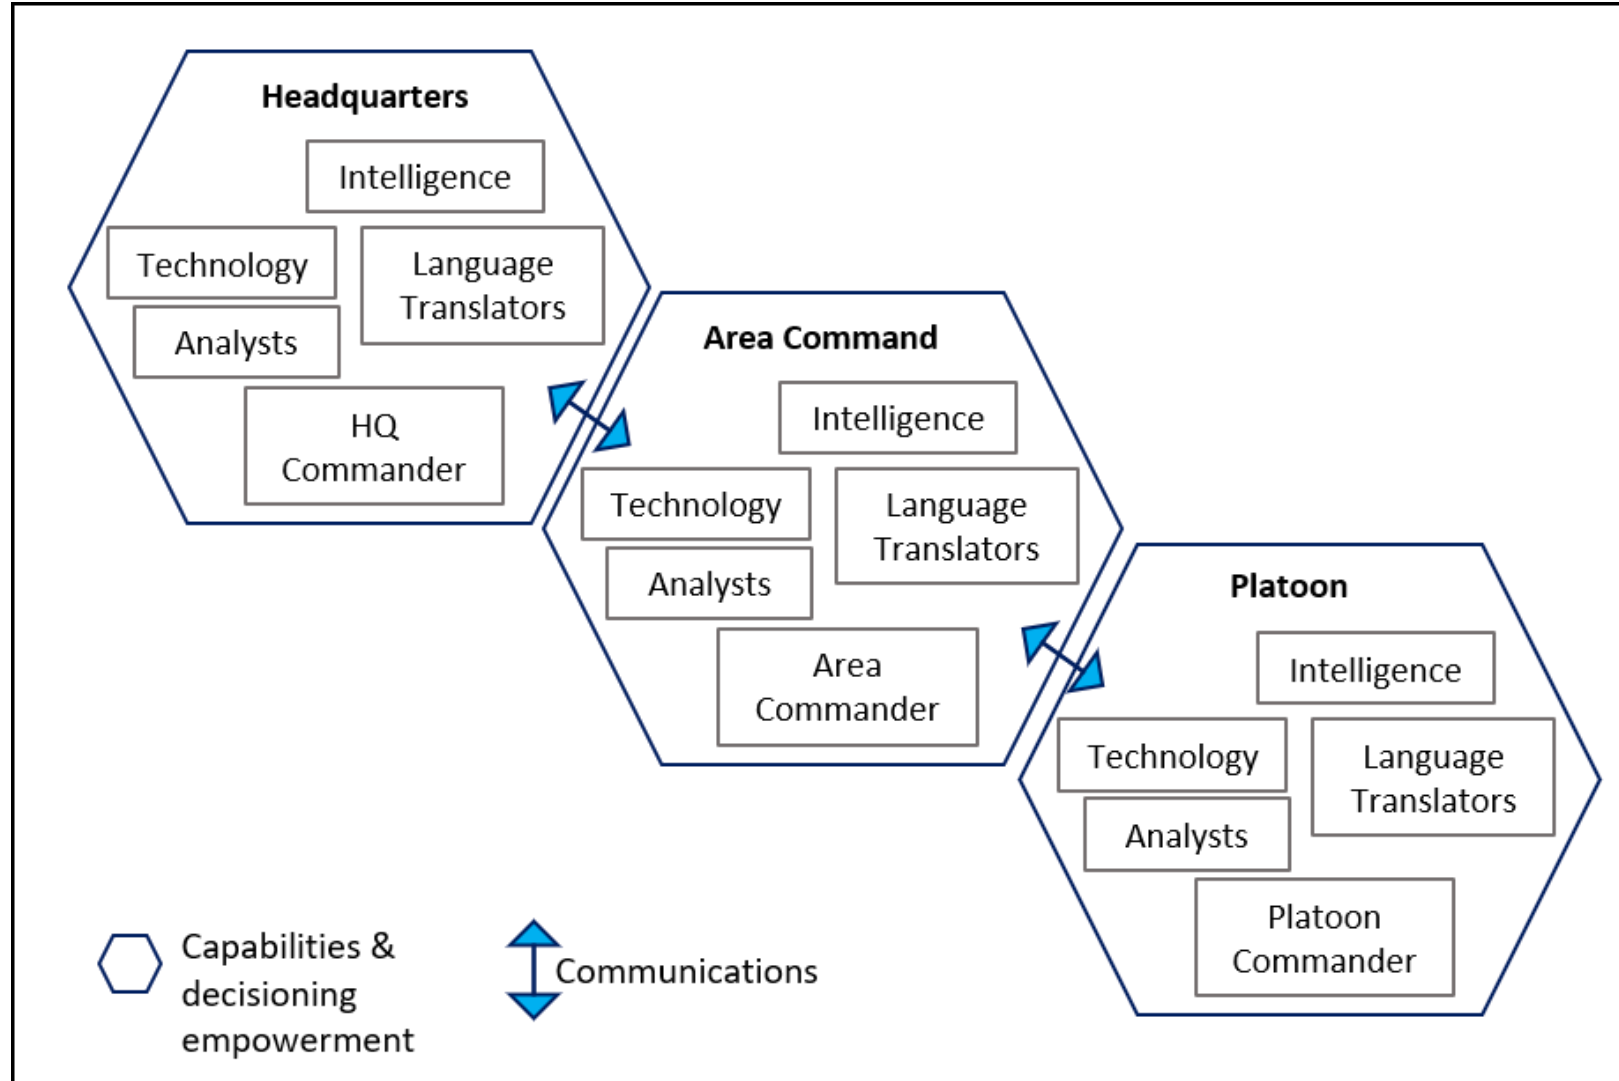 Headquarters
Intelligence
Technology
Language
Translators
Analysts
HQ
Commander
Area Command
Intelligence
Technology
Language
Translators
Analysts
Area
Commander
Platoon
Intelligence
Technology
Language
Translators
Analysts
Platoon
Commander
Capabilities &
decisioning
empowerment
Communications